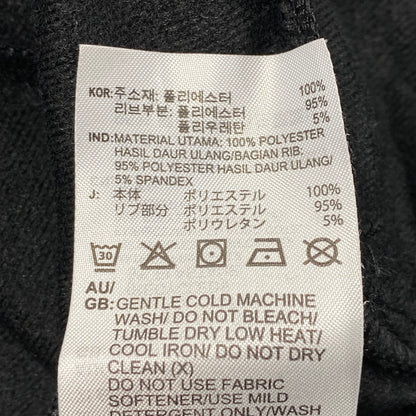 KOR: 주소재: 폴리에스터 100%
리브부분: 폴리에스터 95%
폴리우레탄 5%
IND: MATERIAL UTAMA: 100% POLYESTER
HASIL DAUR ULANG/BAGIAN RIB:
95% POLYESTER HASIL DAUR ULANG/
5% SPANDEX
J: 本体 ポリエステル 100%
リブ部分 ポリエステル 95%
ポリウレタン 5%
30
AU/
GB: GENTLE COLD MACHINE
WASH/ DO NOT BLEACH/
TUMBLE DRY LOW HEAT/
COOL IRON/ DO NOT DRY
CLEAN (X)
DO NOT USE FABRIC
SOFTENER/ USE MILD
DETERGENT ONLY/WASH